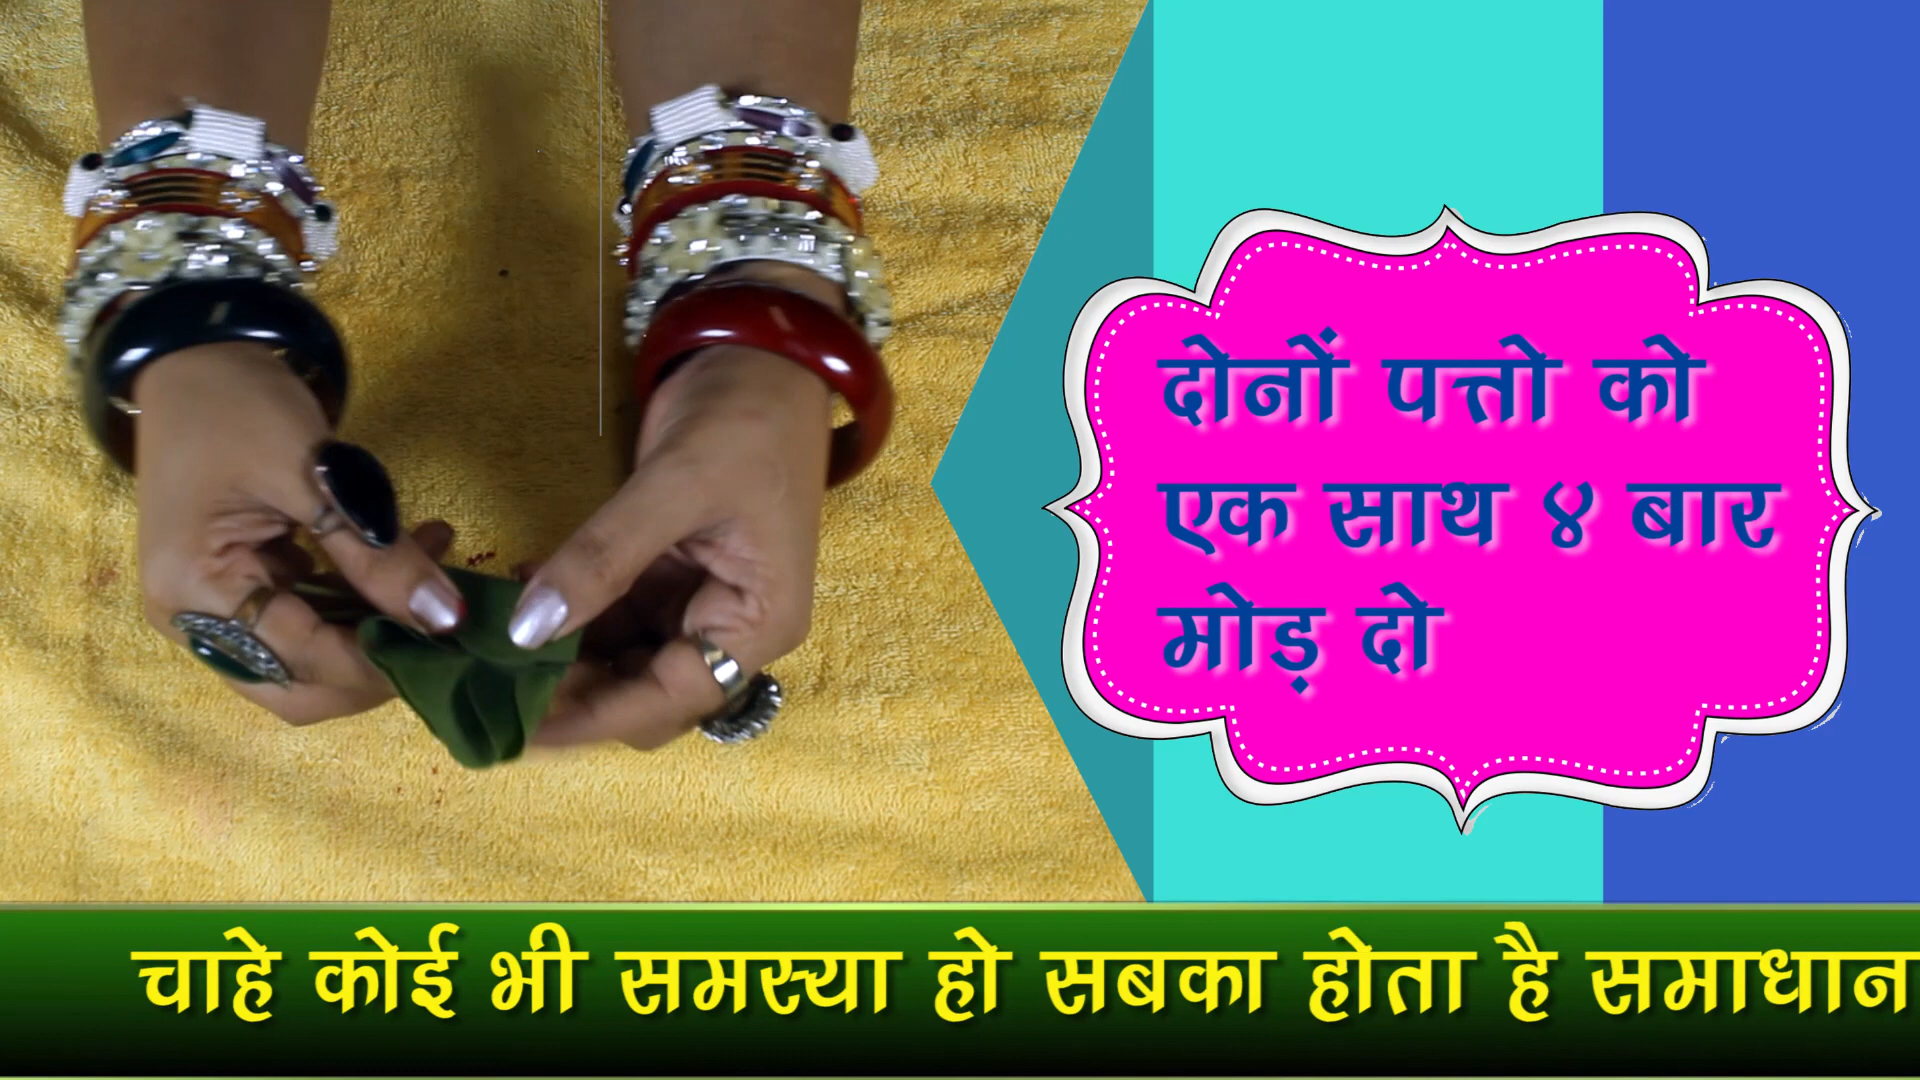 दोनों पत्तो को
एक साथ ४ बार
मोड़ दो
चाहे कोई भी समस्या हो सबका होता है समाधान